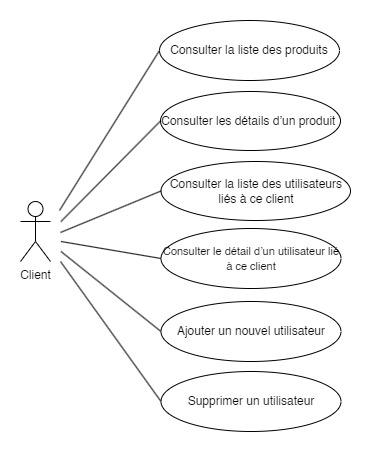 Consulter la liste des produits
Consulter les détails d'un produit
Consulter la liste des utilisateurs
liés à ce client
Consulter le détail d'un utilisateur lié
à ce client
Client
Ajouter un nouvel utilisateur
Supprimer un utilisateur